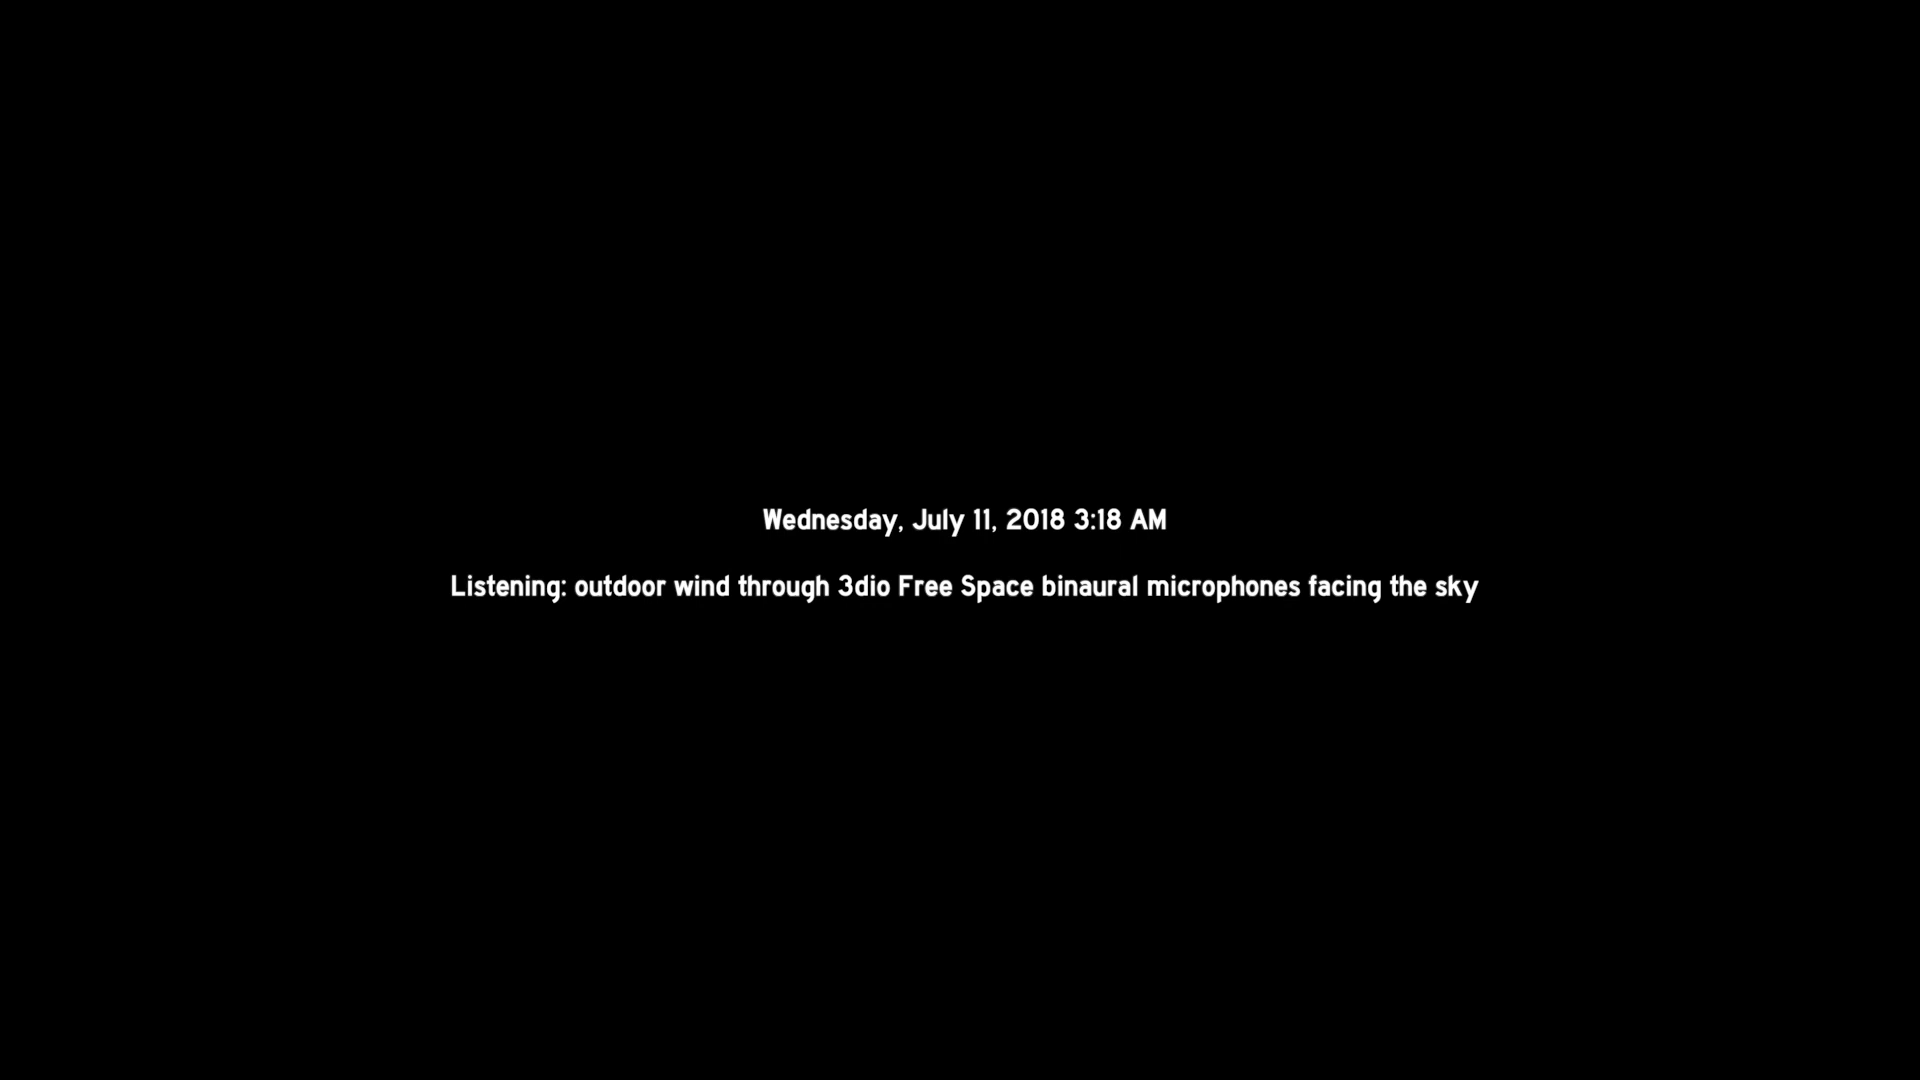 Wednesday, July 11, 2018 3:18 AM
Listening: outdoor wind through 3dio Free Space binaural microphones facing the sky